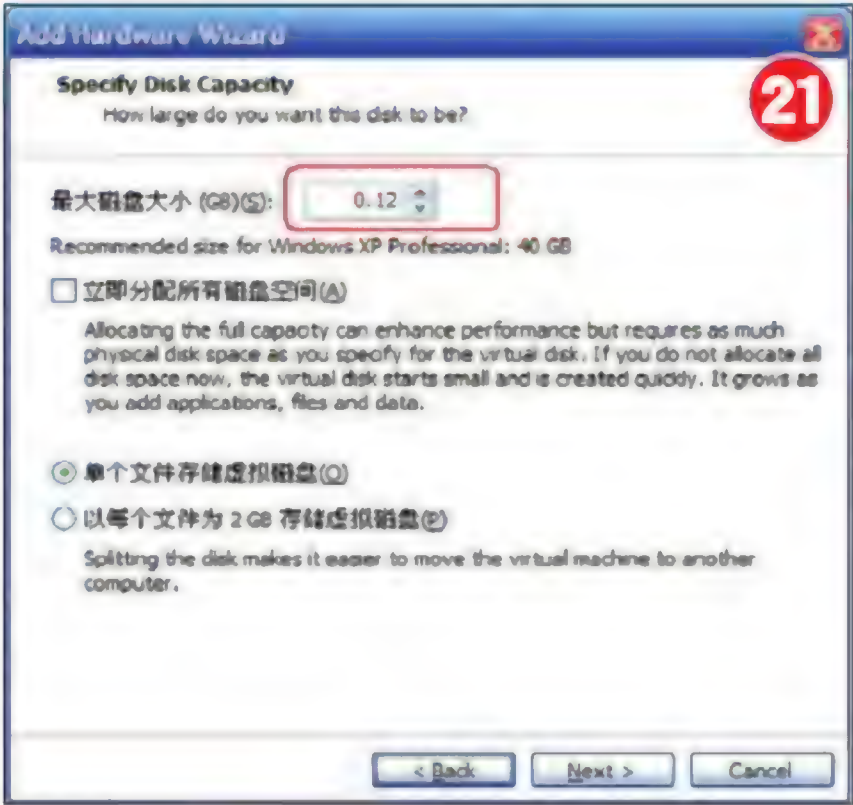 Add Hardware Wizard
21
Specify Disk Capacity
How large do you want this disk to be?
最大磁盘大小 (GB)(S):
0.12
Recommended size for Windows XP Professional: 40 GB
立即分配所有磁盘空间(A)
Allocating the full capacity can enhance performance but requires as much
physical disk space as you specify for the virtual disk. If you do not allocate all
disk space now, the virtual disk starts small and is created quickly. It grows as
you add applications, files and data.
单个文件存储虚拟磁盘(O)
以每个文件为 2 GB 存储虚拟磁盘(P)
Splitting the disk makes it easier to move the virtual machine to another
computer.
< Back
Next >
Cancel